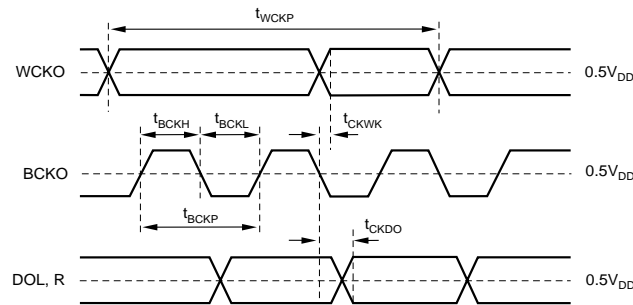 tWCKP
WCKO
0.5VDD
tBCKH
tBCKL
tCKWK
BCKO
0.5VDD
tBCKP
tCKDO
DOL, R
0.5VDD